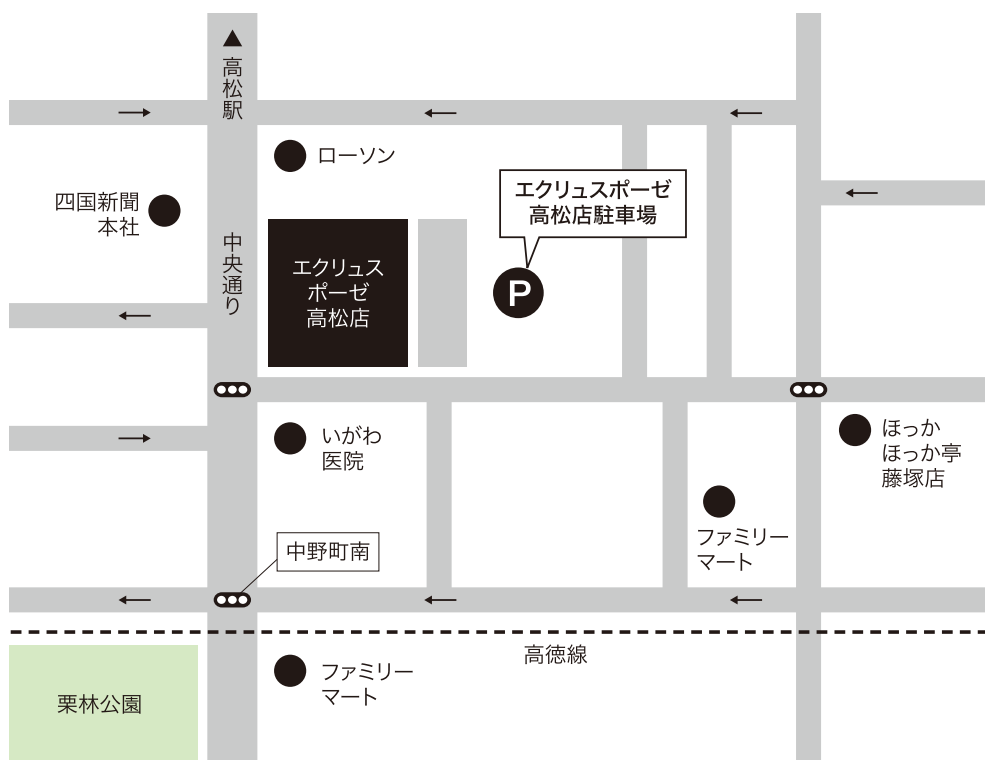 ▲
高松駅
ローソン
四国新聞
本社
エクリュスポーゼ
高松店駐車場
中央通り
エクリュス
ポーゼ
高松店
P
いがわ
医院
ほっか
ほっか亭
藤塚店
ファミリー
マート
中野町南
高徳線
ファミリー
マート
栗林公園